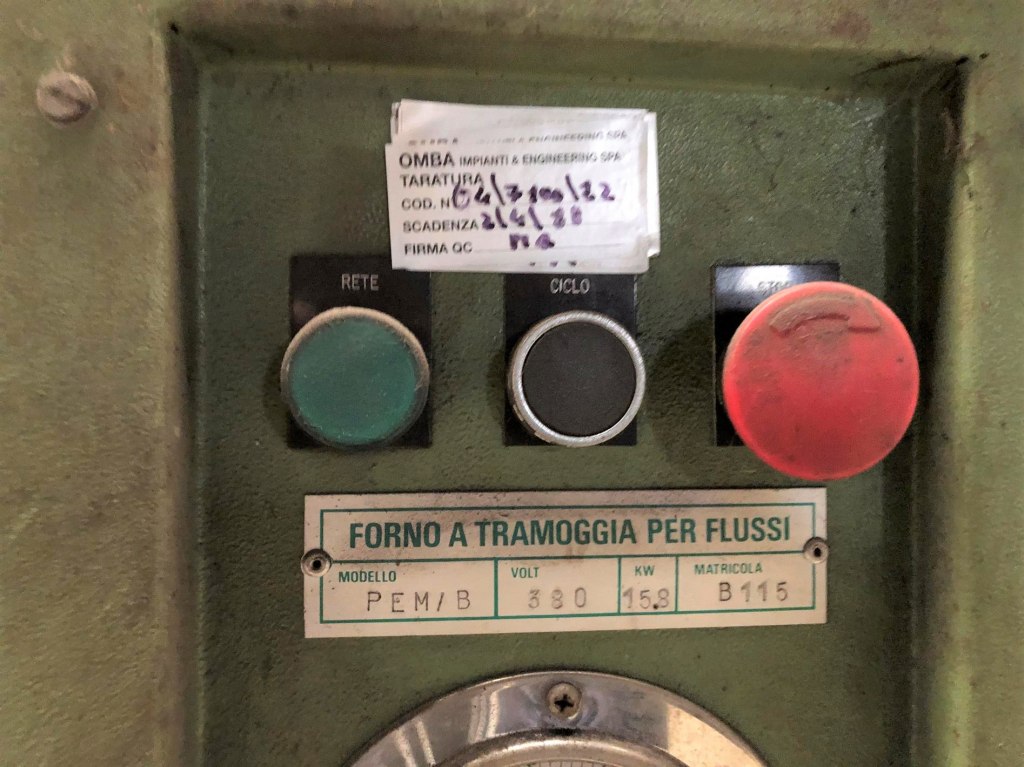 OMBA IMPIANTI & ENGINEERING SPA
TARATURA
COD. N
SCADENZA
FIRMA QC
RETE
CICLO
STOP
FORNO A TRAMOGGIA PER FLUSSI
MODELLO VOLT KW MATRICOLA
PEM/B 380 15.8 B115